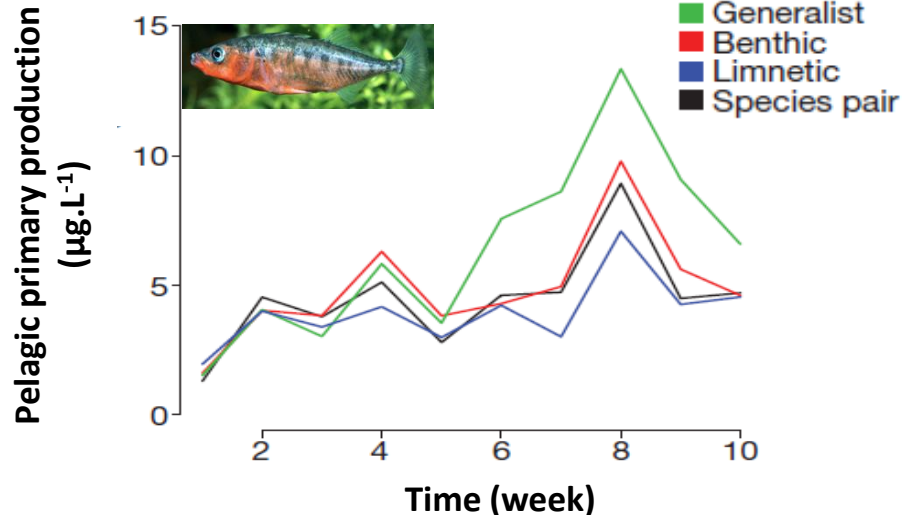 Generalist
Benthic
Limnetic
Species pair
Pelagic primary production
(µg.L⁻¹)
15
10
5
0
2 4 6 8 10
Time (week)